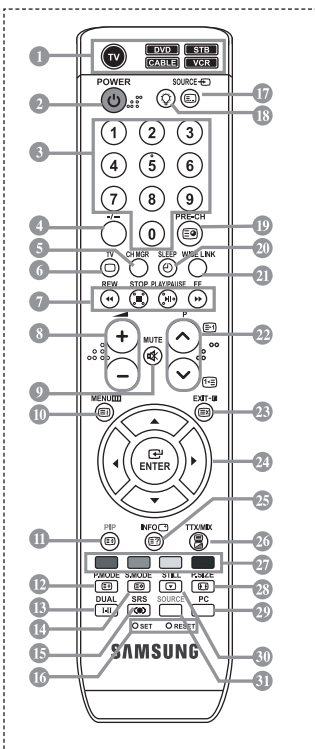 1 TV DVD STB
CABLE VCR
POWER SOURCE 17
2 18
3 1 2 3
4 5 6
7 8 9
4 -/-- 0 PRE-CH 19
5 20
TV CH MGR SLEEP WISE LINK
6 21
REW STOP PLAY/PAUSE FF
7
8 + P 22
MUTE
9 −
10 MENU EXIT 23
ENTER 24
25
11 PIP INFO TTX/MIX 26
27
12 P.MODE S.MODE STILL P.SIZE 28
13 DUAL SRS SOURCE PC 29
14 I-II 30
15
16 SET RESET 31
SAMSUNG